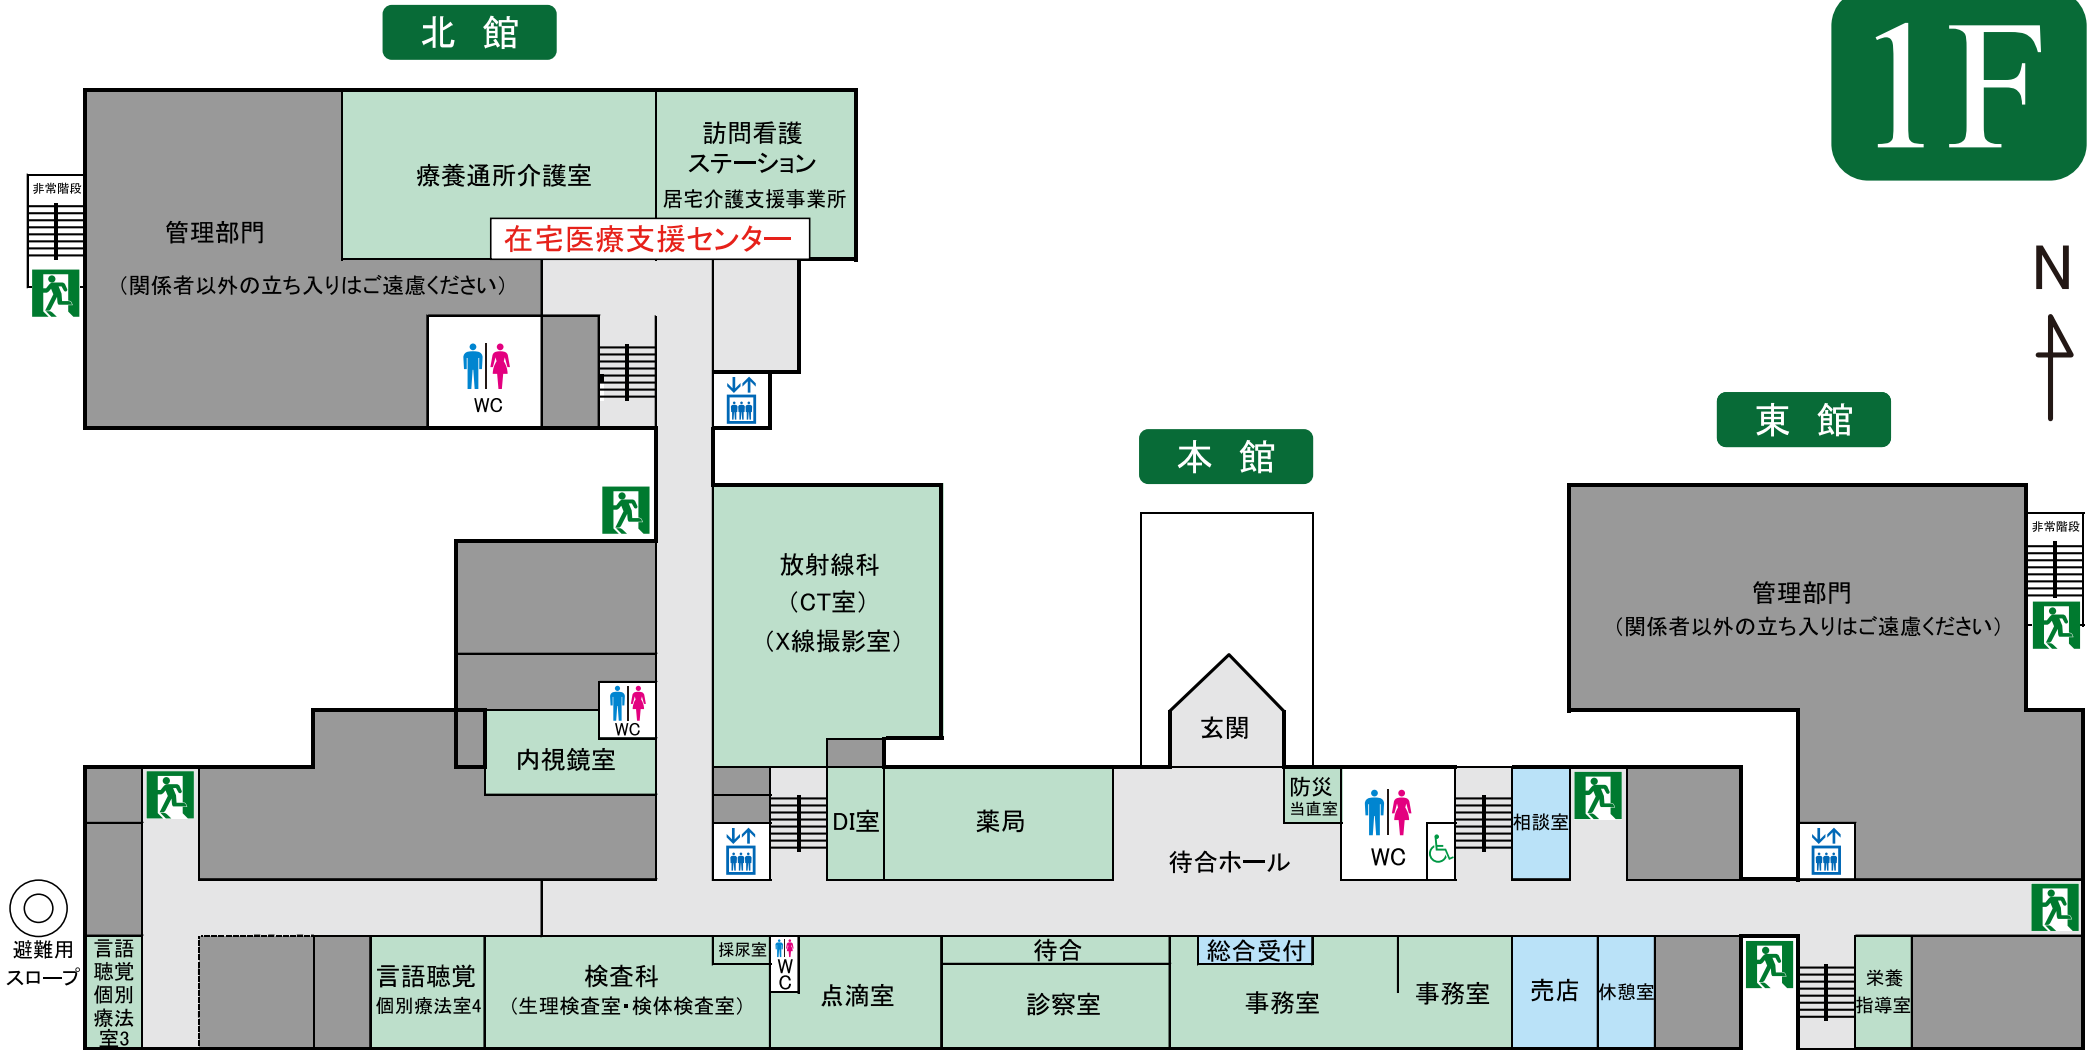 北 館
1F
療養通所介護室
訪問看護
ステーション
居宅介護支援事業所
在宅医療支援センター
非常階段
管理部門
（関係者以外の立ち入りはご遠慮ください）
WC
N
東 館
本 館
放射線科
（CT室）
（X線撮影室）
非常階段
管理部門
（関係者以外の立ち入りはご遠慮ください）
WC
内視鏡室
玄関
DI室
薬局
待合ホール
防災
当直室
WC
相談室
避難用
スロープ
言語
聴覚
個別
療法
室3
言語聴覚
個別療法室4
検査科
（生理検査室・検体検査室）
採尿室
W
C
点滴室
待合
診察室
総合受付
事務室
事務室
売店
休憩室
栄養
指導室